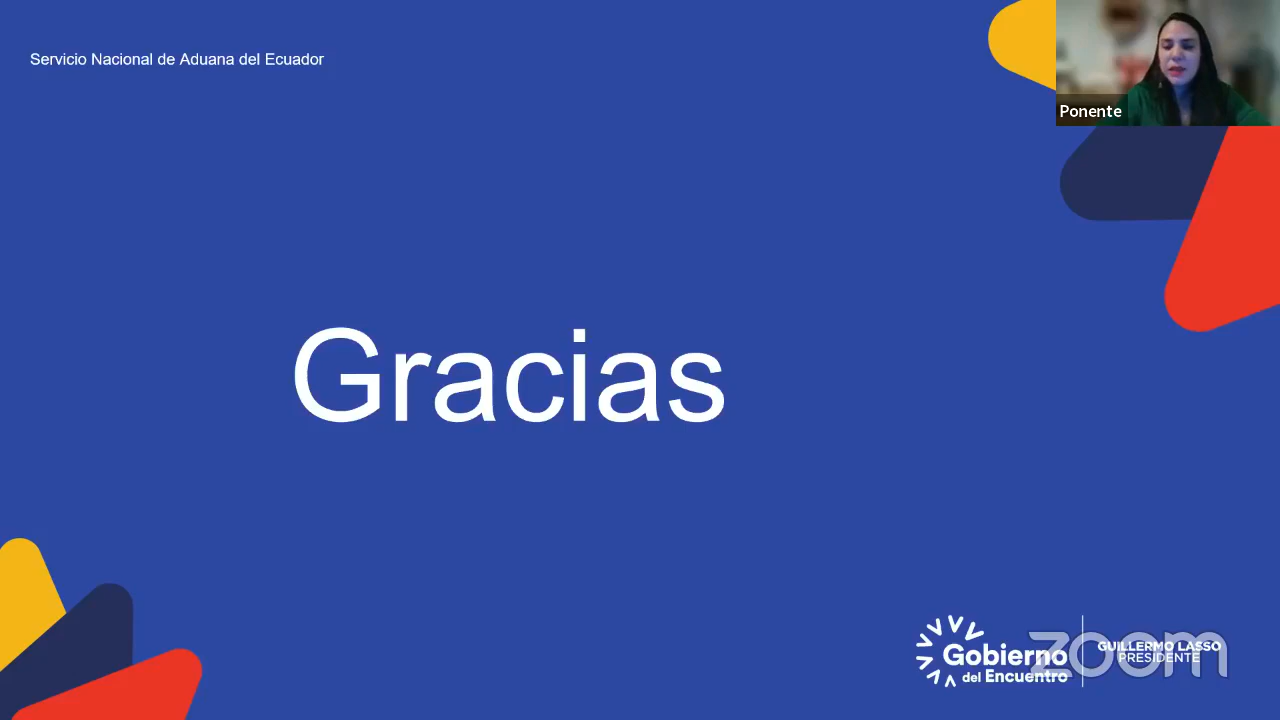 Servicio Nacional de Aduana del Ecuador
Ponente
Gracias
Gobierno
del Encuentro
GUILLERMO LASSO
PRESIDENTE
zoom